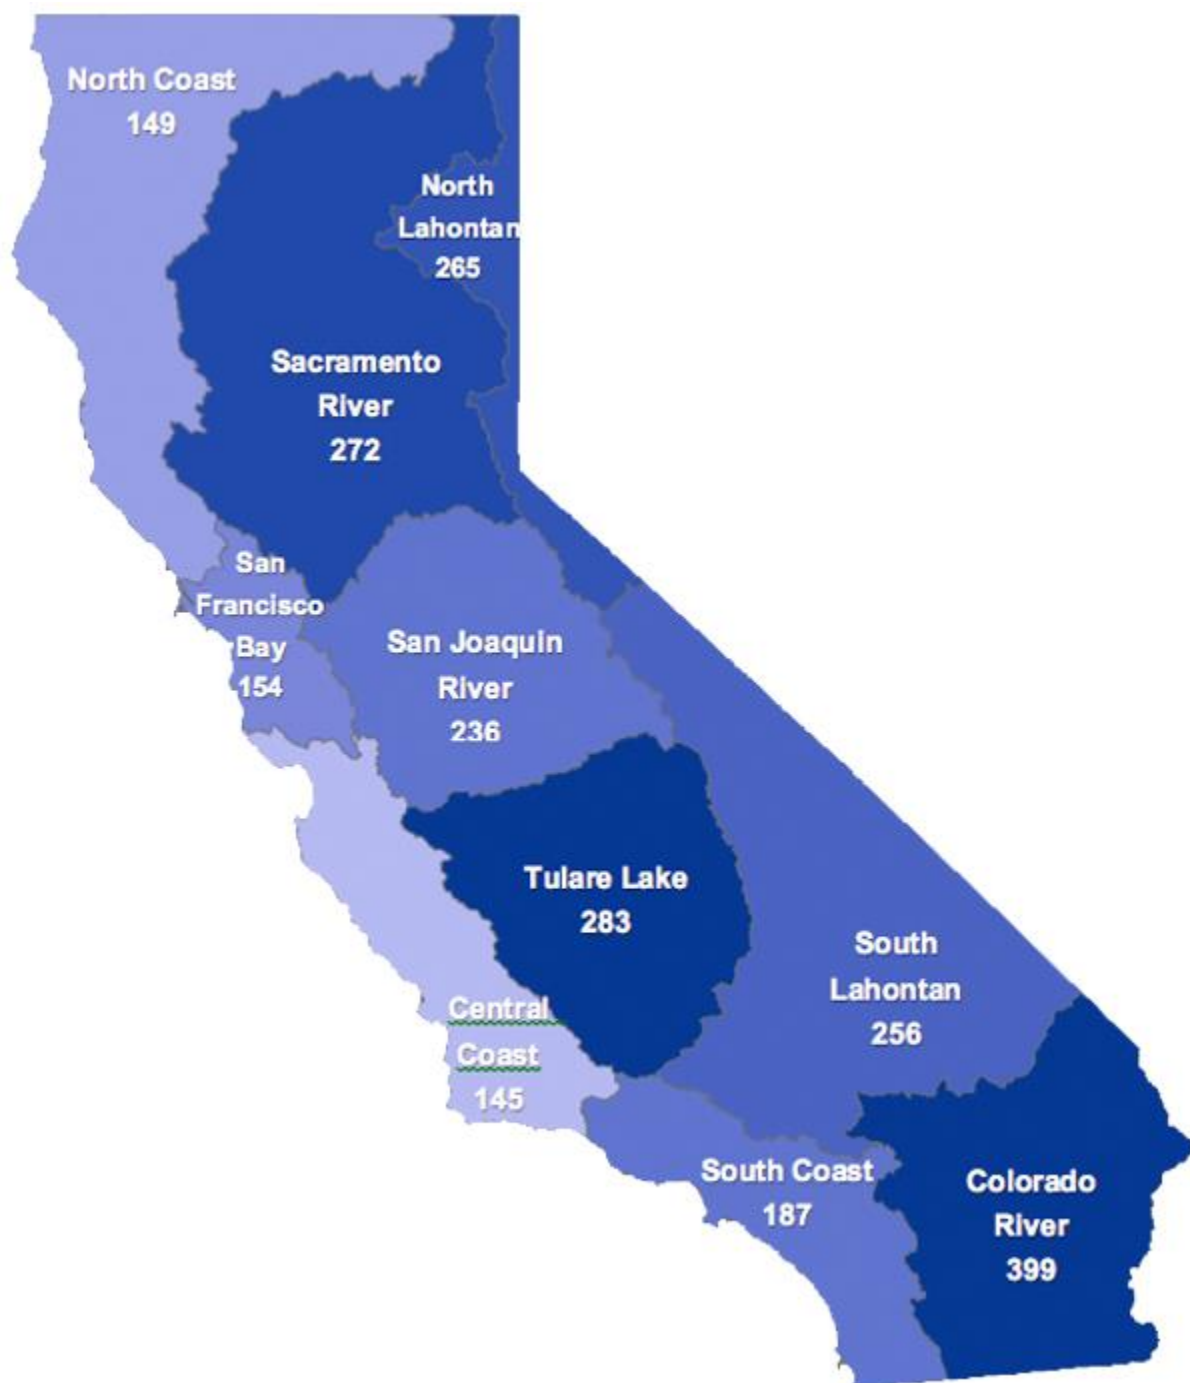 North Coast
149
North
Lahontan
265
Sacramento
River
272
San
Francisco
Bay
154
San Joaquin
River
236
Tulare Lake
283
South
Lahontan
256
Central
Coast
145
South Coast
187
Colorado
River
399